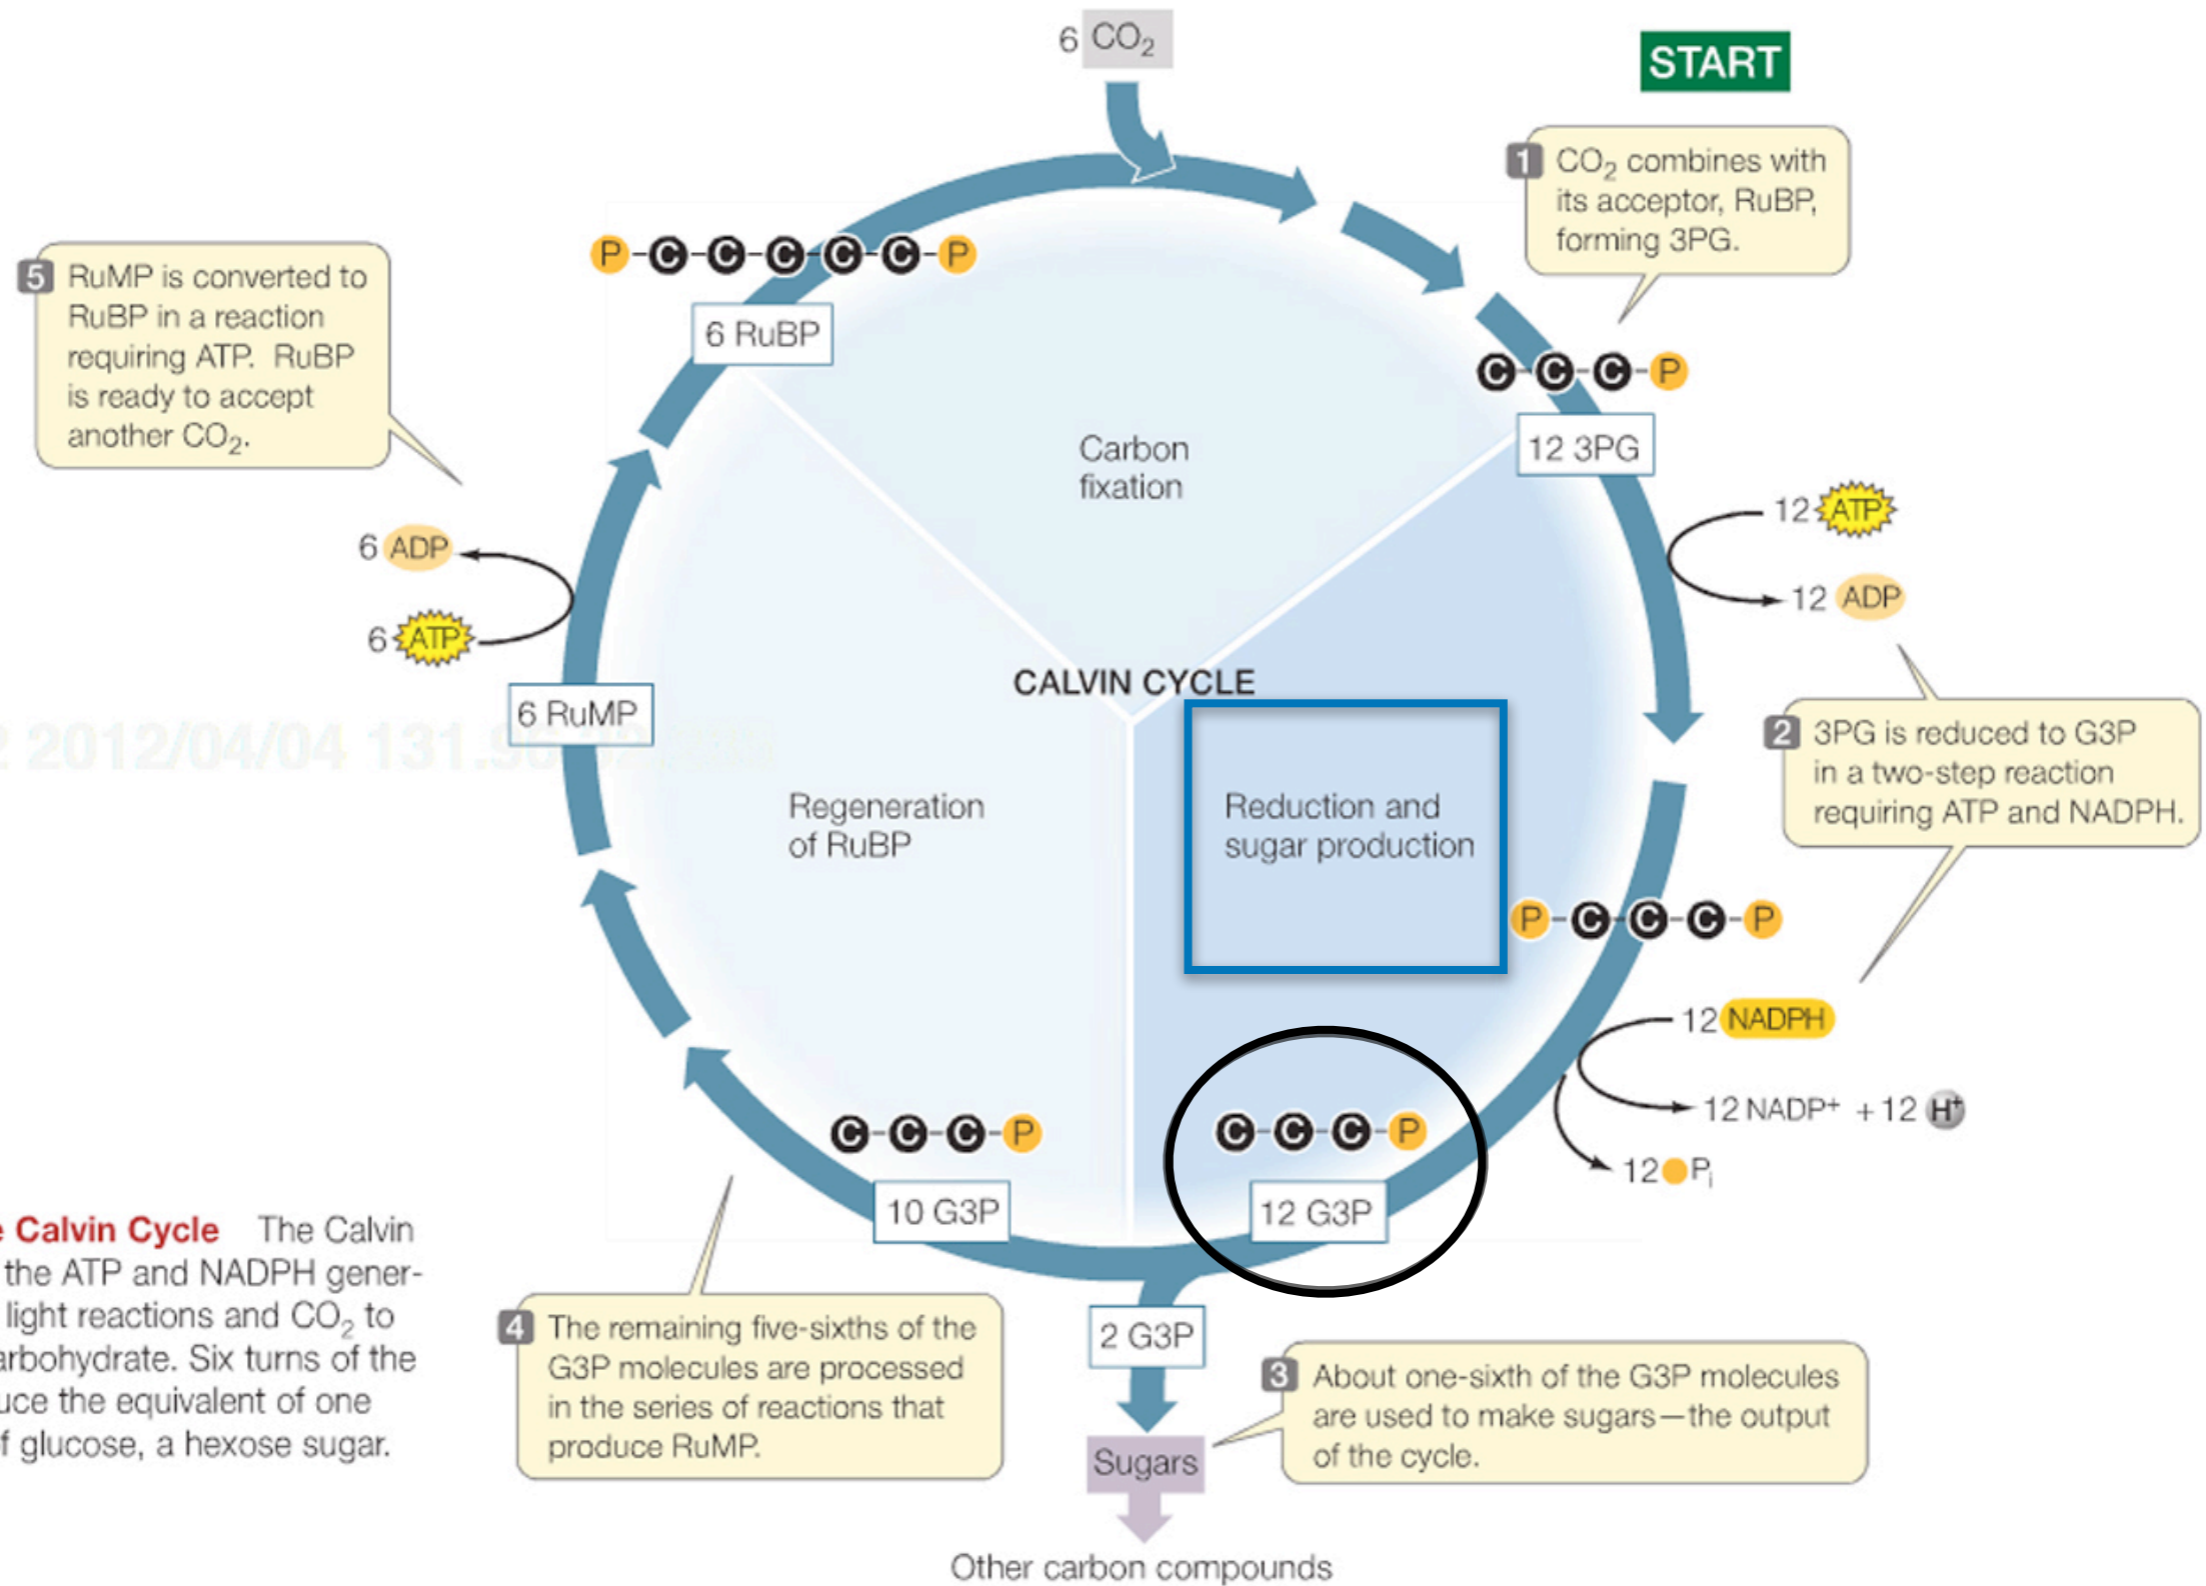 6 CO2
START
1 CO2 combines with
its acceptor, RuBP,
forming 3PG.
P-C-C-C-C-C-P
6 RuBP
C-C-C-P
12 3PG
Carbon
fixation
12 ATP
12 ADP
2 3PG is reduced to G3P
in a two-step reaction
requiring ATP and NADPH.
CALVIN CYCLE
Reduction and
sugar production
P-C-C-C-P
12 NADPH
12 NADP+ + 12 H+
12 Pi
C-C-C-P
12 G3P
2 G3P
3 About one-sixth of the G3P molecules
are used to make sugars—the output
of the cycle.
Sugars
Other carbon compounds
C-C-C-P
10 G3P
4 The remaining five-sixths of the
G3P molecules are processed
in the series of reactions that
produce RuMP.
Regeneration
of RuBP
6 RuMP
6 ATP
6 ADP
5 RuMP is converted to
RuBP in a reaction
requiring ATP. RuBP
is ready to accept
another CO2.
2 2012/04/04 131.96
Calvin Cycle The Calvin
the ATP and NADPH gener-
light reactions and CO2 to
arbohydrate. Six turns of the
uce the equivalent of one
f glucose, a hexose sugar.